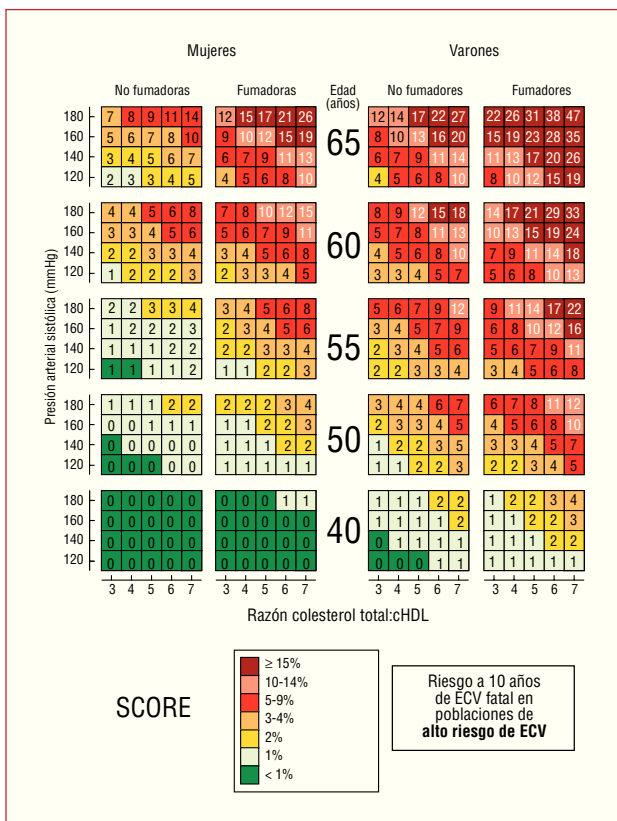 Mujeres Varones
No fumadoras Fumadoras Edad (años) No fumadores Fumadores
180 7 8 9 11 14 12 15 17 21 26 12 14 17 22 27 22 26 31 38 47
160 5 6 7 8 10 9 10 12 15 19 8 10 13 16 20 15 19 23 28 35
65
140 3 4 5 6 7 6 7 9 11 13 6 7 9 11 14 11 13 17 20 26
120 2 3 3 4 5 4 5 6 8 10 4 5 6 8 10 8 10 12 15 19
180 4 4 5 6 8 7 8 10 12 15 8 9 12 15 18 14 17 21 29 33
160 3 3 4 5 6 5 6 7 9 11 5 7 8 11 13 10 13 15 19 24
60
140 2 2 3 3 4 3 4 5 6 8 4 5 6 8 10 7 9 11 14 18
120 1 2 2 2 3 2 3 3 4 5 3 3 4 5 7 5 6 8 10 13
180 2 2 3 3 4 3 4 5 6 8 5 6 7 9 12 9 11 14 17 22
160 1 2 2 2 3 2 3 4 5 6 3 4 5 7 9 6 8 10 12 16
55
140 1 1 1 2 2 2 2 3 3 4 2 3 4 5 6 5 6 7 9 11
120 1 1 1 1 2 1 1 2 2 3 2 2 3 3 4 3 4 5 6 8
180 1 1 1 2 2 2 2 2 3 4 3 4 4 6 7 6 7 8 11 12
160 0 0 1 1 1 1 1 2 2 3 2 3 3 4 5 4 5 6 8 10
50
140 0 0 0 0 0 1 1 1 2 2 1 2 2 3 5 3 3 4 5 7
120 0 0 0 0 0 1 1 1 1 1 1 1 2 2 3 2 2 3 4 5
180 0 0 0 0 0 0 0 0 1 1 1 1 1 2 2 1 2 2 3 4
160 0 0 0 0 0 0 0 0 0 0 1 1 1 1 2 1 1 2 2 3
40
140 0 0 0 0 0 0 0 0 0 0 0 1 1 1 1 1 1 1 2 2
120 0 0 0 0 0 0 0 0 0 0 0 0 0 1 1 1 1 1 1 1
3 4 5 6 7 3 4 5 6 7 3 4 5 6 7 3 4 5 6 7
Presión arterial sistólica (mmHg)
Razón colesterol total:cHDL
SCORE
≥ 15%
10-14%
5-9%
3-4%
2%
1%
< 1%
Riesgo a 10 años
de ECV fatal en
poblaciones de
alto riesgo de ECV